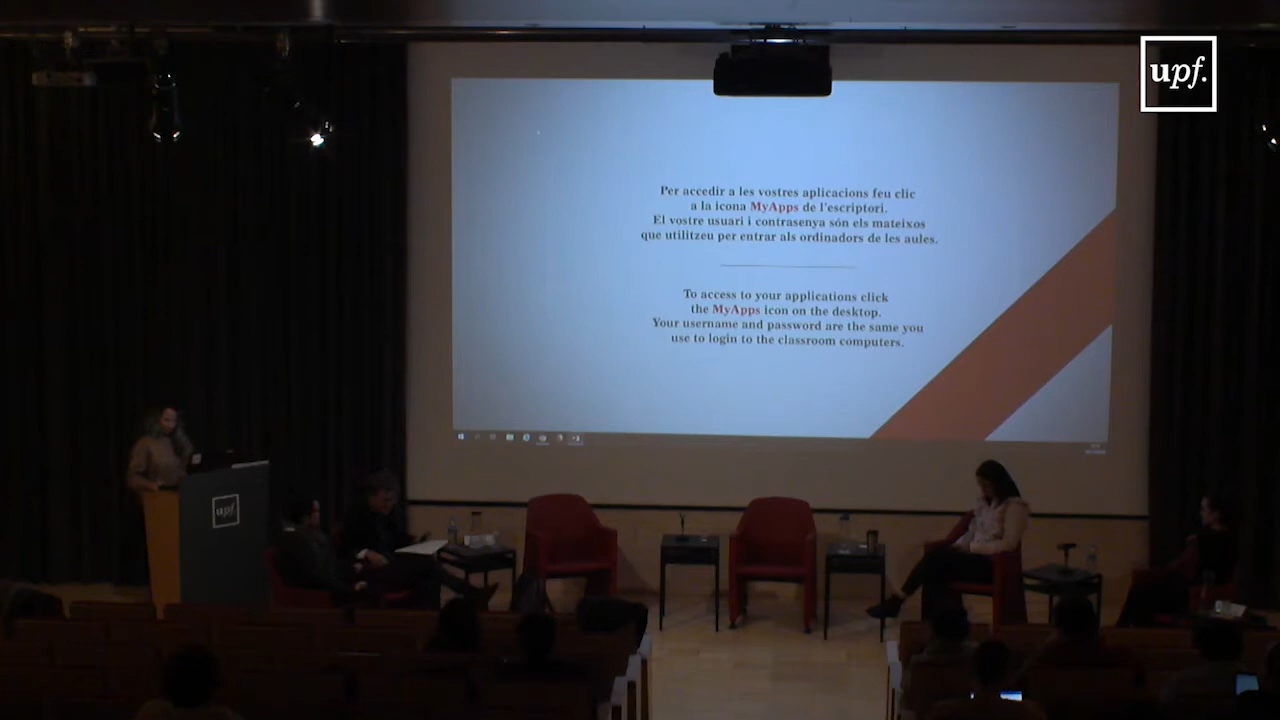 upf.
Per accedir a les vostres aplicacions feu clic
a la icona MyApps de l'escriptori.
El vostre usuari i contrasenya són els mateixos
que utilitzeu per entrar als ordinadors de les aules.
To access to your applications click
the MyApps icon on the desktop.
Your username and password are the same you
use to login to the classroom computers.
upf.